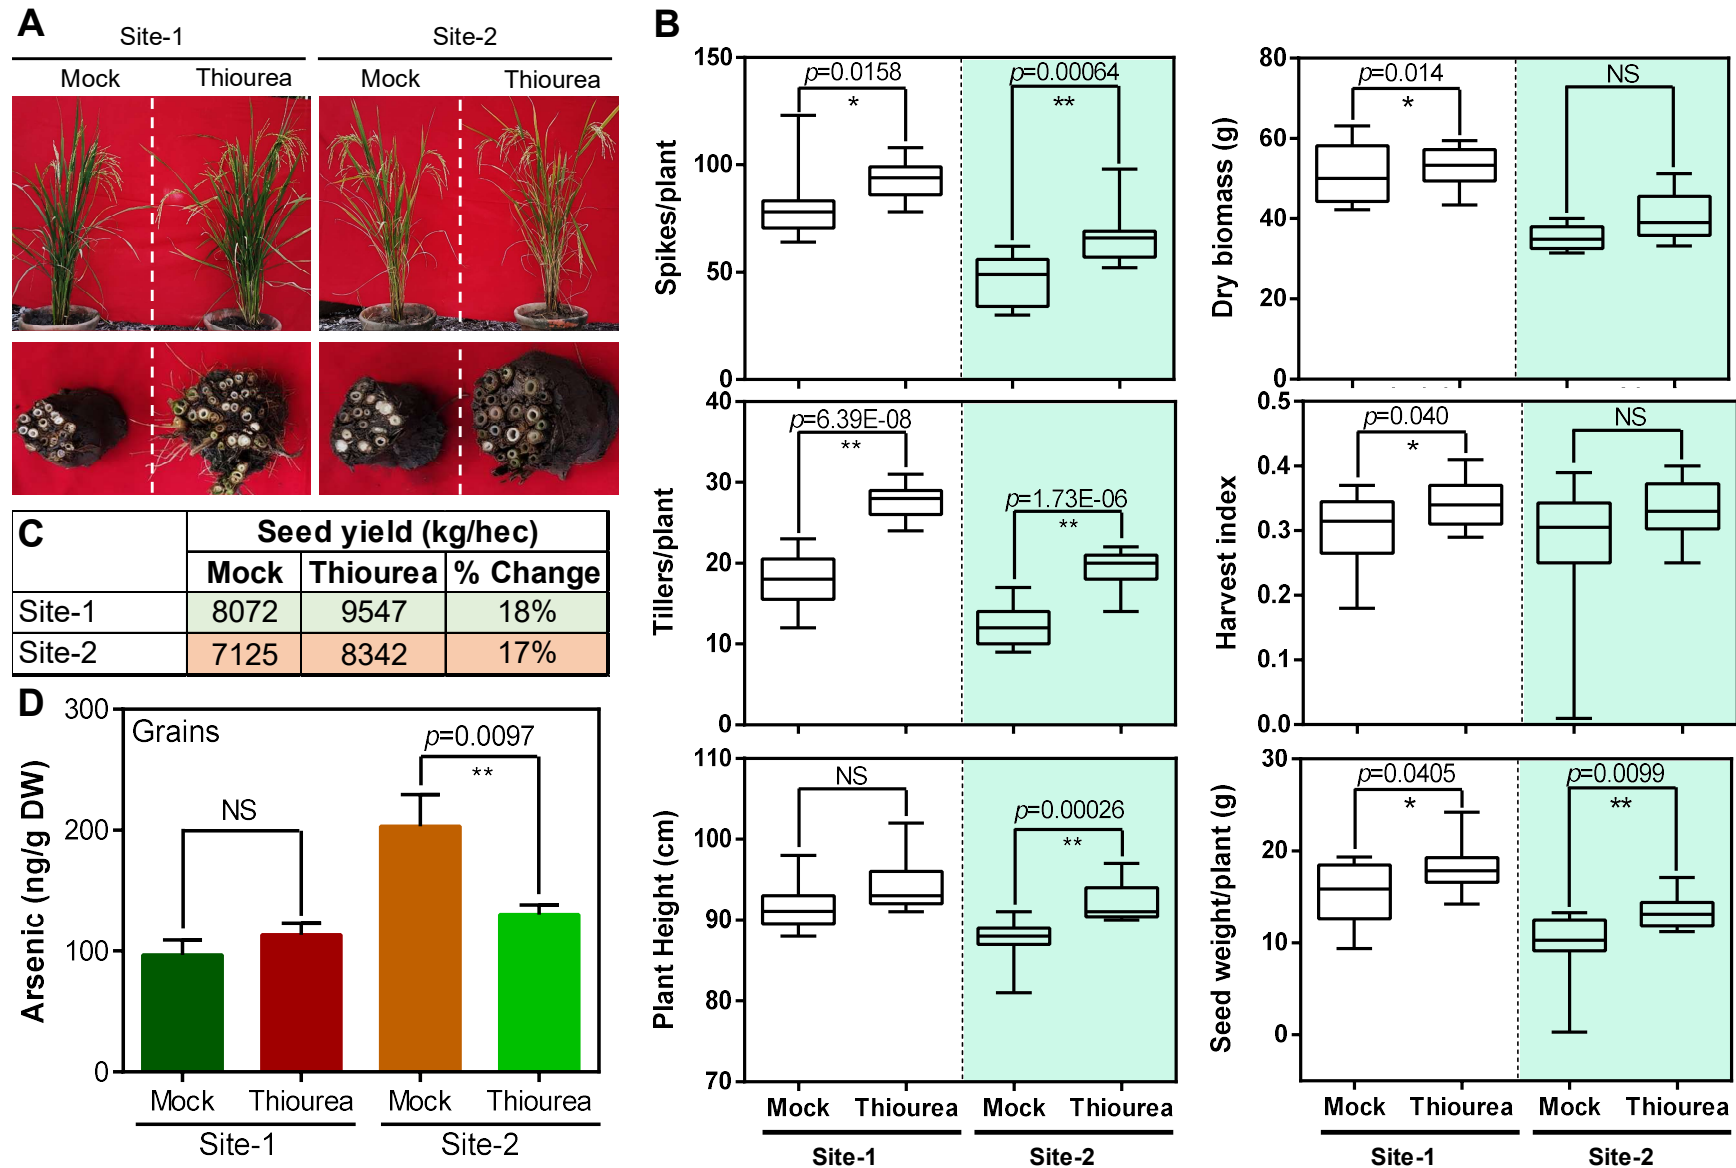 A
Site-1 Site-2
Mock Thiourea Mock Thiourea
C
Seed yield (kg/hec)
Mock Thiourea % Change
Site-1 8072 9547 18%
Site-2 7125 8342 17%
D
Grains
Arsenic (ng/g DW)
300
200
100
0
NS
p=0.0097
**
Mock Thiourea Mock Thiourea
Site-1 Site-2
B
Spikes/plant
150
100
50
0
p=0.0158
*
p=0.00064
**
Dry biomass (g)
80
60
40
20
0
p=0.014
*
NS
Tillers/plant
40
30
20
10
0
p=6.39E-08
**
p=1.73E-06
**
Harvest index
0.5
0.4
0.3
0.2
0.1
0.0
p=0.040
*
NS
Plant Height (cm)
110
100
90
80
70
NS
p=0.00026
**
Mock Thiourea Mock Thiourea
Site-1 Site-2
Seed weight/plant (g)
30
20
10
0
p=0.0405
*
p=0.0099
**
Mock Thiourea Mock Thiourea
Site-1 Site-2